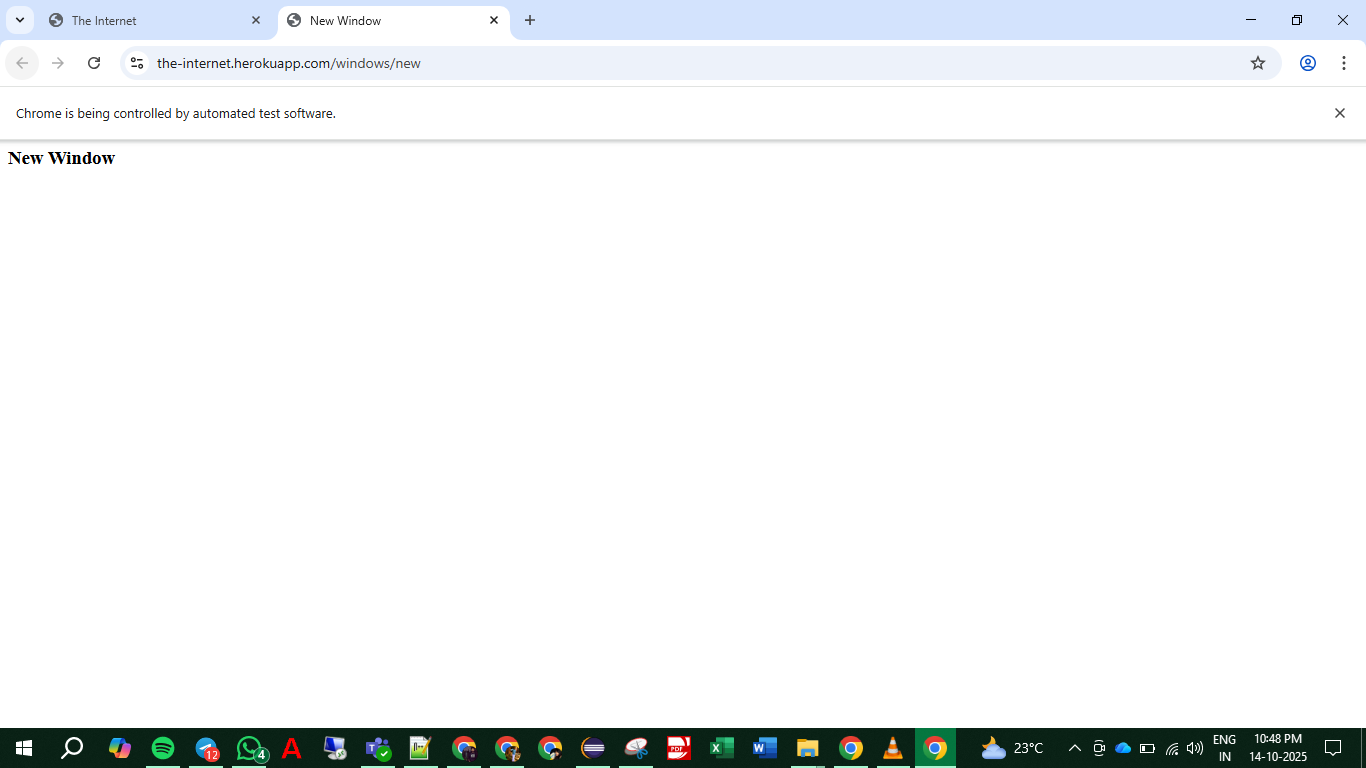 The Internet
New Window
the-internet.herokuapp.com/windows/new
Chrome is being controlled by automated test software.
New Window
12
4
PDF
23°C
ENG
IN
10:48 PM
14-10-2025